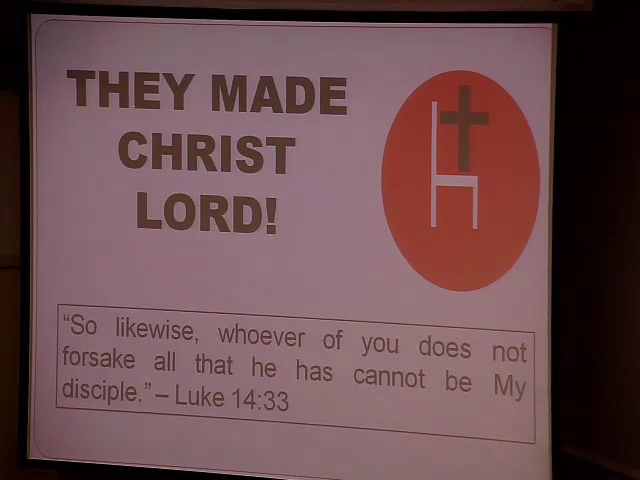 THEY MADE
CHRIST
LORD!
“So likewise, whoever of you does not
forsake all that he has cannot be My
disciple.” – Luke 14:33